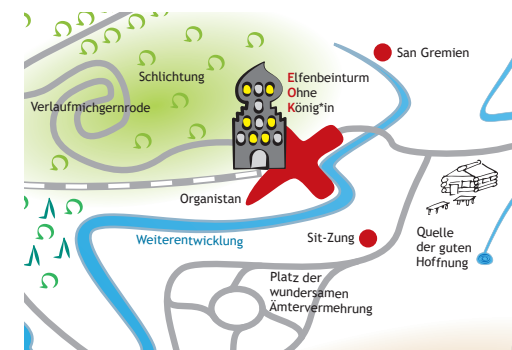 San Gremien
Schlichtung
Elfenbeinturm
Ohne
König*in
Verlaufmichgernrode
Organistan
Weiterentwicklung
Sit-Zung
Quelle
der guten
Hoffnung
Platz der
wundersamen
Ämtervermehrung